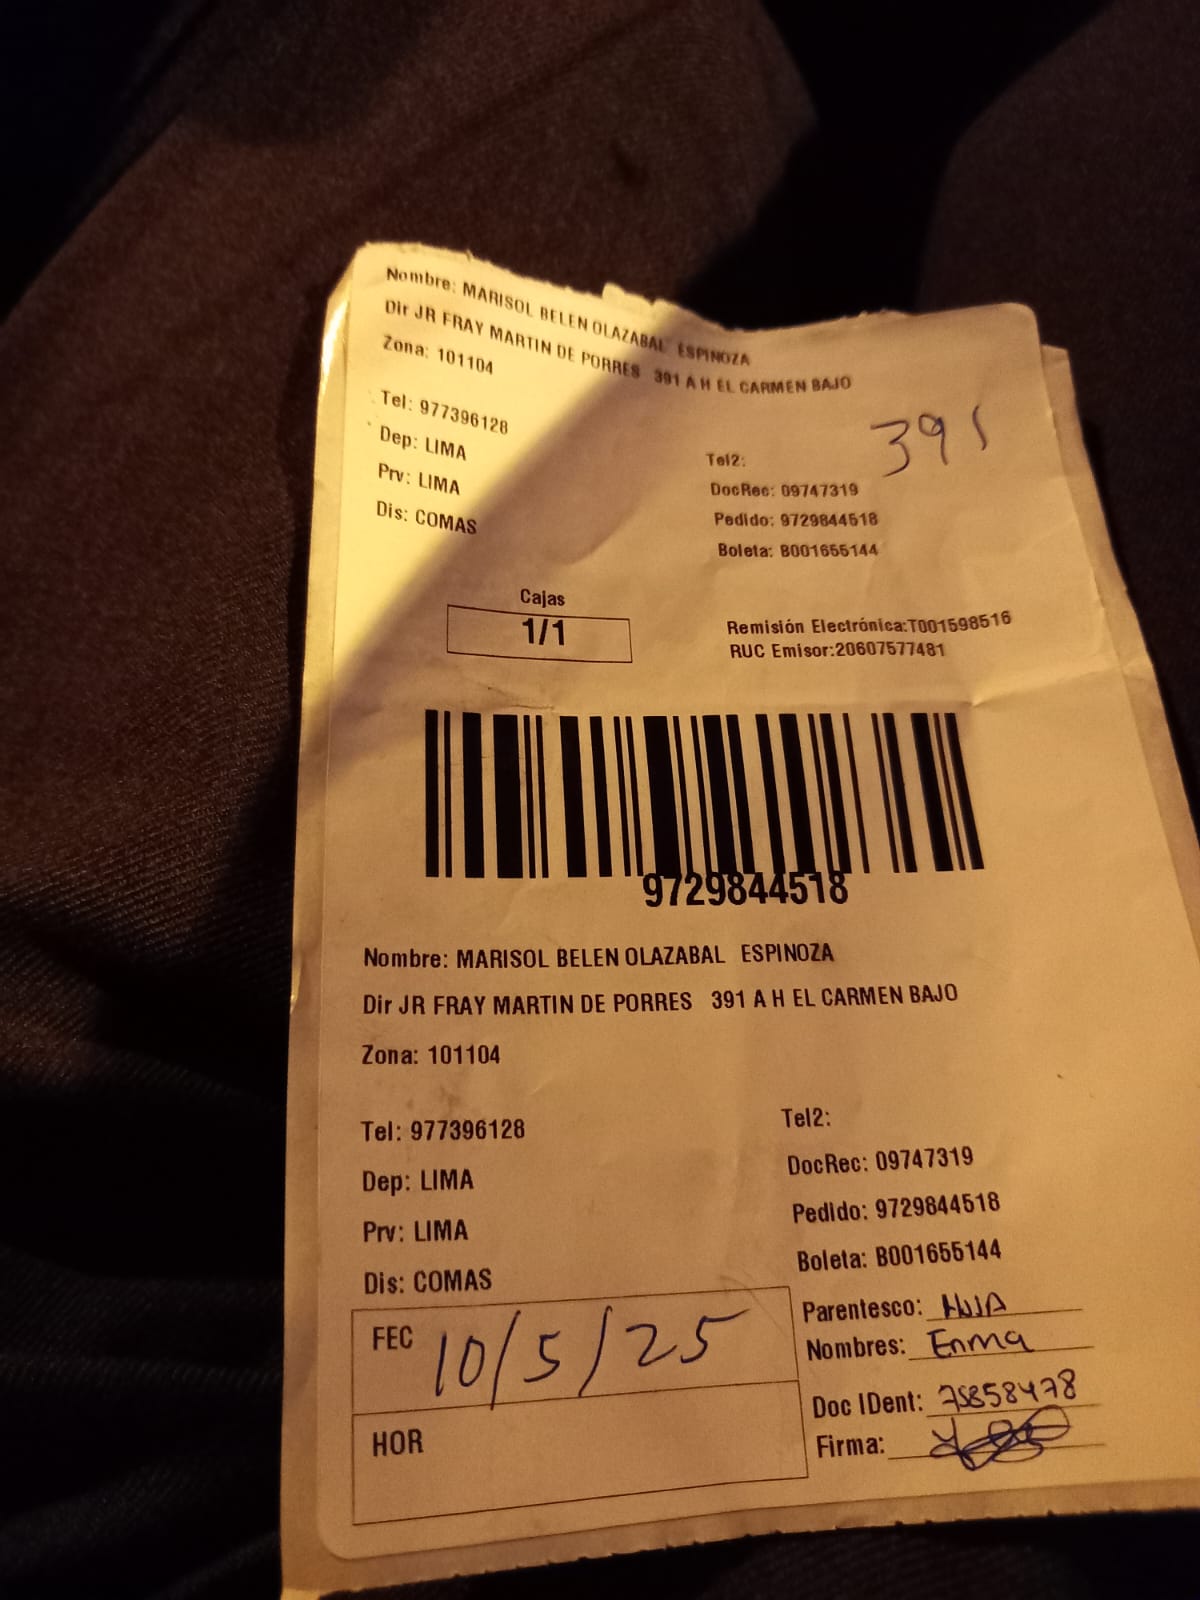 Nombre: MARISOL BELEN OLAZABAL ESPINOZA
Dir JR FRAY MARTIN DE PORRES 391 A H EL CARMEN BAJO
Zona: 101104
391
Tel: 977396128
Tel2:
Dep: LIMA
DocRec: 09747319
Prv: LIMA
Pedido: 9729844518
Dis: COMAS
Boleta: B001655144
Cajas
1/1
Remisión Electrónica:T001598516
RUC Emisor:20607577481
9729844518
Nombre: MARISOL BELEN OLAZABAL ESPINOZA
Dir JR FRAY MARTIN DE PORRES 391 A H EL CARMEN BAJO
Zona: 101104
Tel: 977396128
Tel2:
Dep: LIMA
DocRec: 09747319
Prv: LIMA
Pedido: 9729844518
Dis: COMAS
Boleta: B001655144
FEC 10/5/25
HOR
Parentesco: HIJA
Nombres: Enma
Doc IDent: 75858478
Firma: